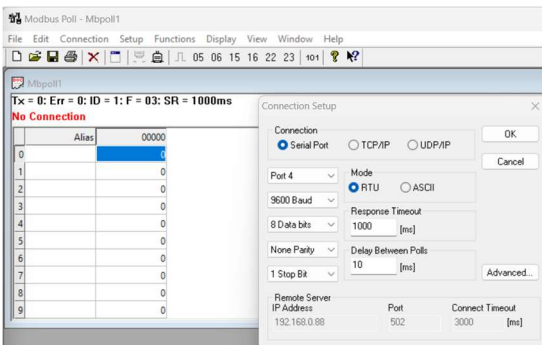 Modbus Poll - Mbpoll1
File Edit Connection Setup Functions Display View Window Help
05 06 15 16 22 23 101
Mbpoll1
Tx = 0: Err = 0: ID = 1: F = 03: SR = 1000ms
No Connection
Alias 00000
0 0
1 0
2 0
3 0
4 0
5 0
6 0
7 0
8 0
9 0
Connection Setup
Connection
Serial Port TCP/IP UDP/IP
OK
Cancel
Port 4
9600 Baud
8 Data bits
None Parity
1 Stop Bit
Mode
RTU ASCII
Response Timeout
1000 [ms]
Delay Between Polls
10 [ms]
Advanced...
Remote Server
IP Address Port Connect Timeout
192.168.0.88 502 3000 [ms]